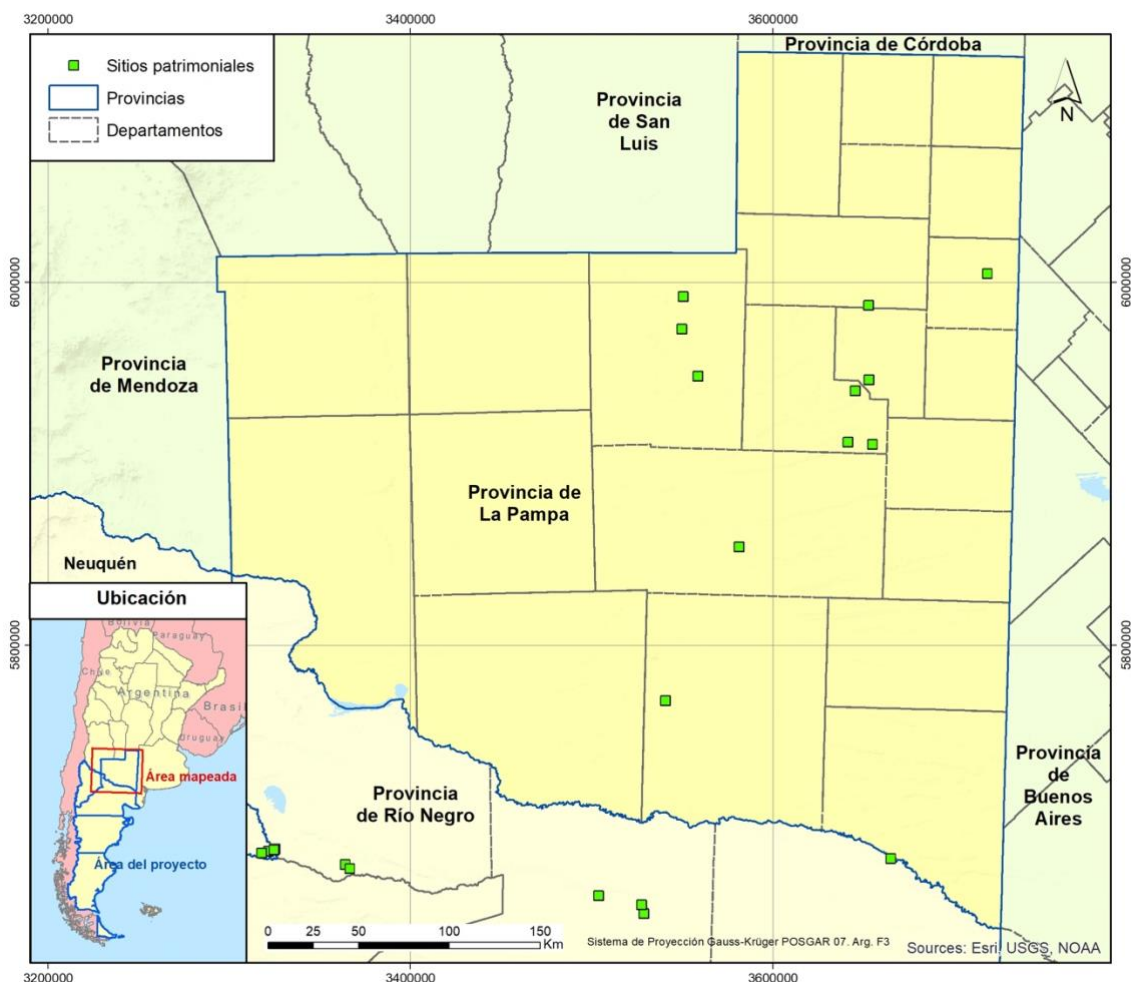 3200000
3400000
3600000
Sitios patrimoniales
Provincias
Departamentos
Provincia de Córdoba
Provincia
de San
Luis
N
6000000
6000000
Provincia
de Mendoza
Provincia de
La Pampa
Neuquén
Ubicación
Bolivia
Paraguay
Chile
Argentina
Brasil
Uruguay
Área mapeada
Área del proyecto
5800000
5800000
Provincia
de Río Negro
Provincia
de
Buenos
Aires
0 25 50 100 150
Km
Sistema de Proyección Gauss-Krüger POSGAR 07. Arg. F3
Sources: Esri, USGS, NOAA
3200000
3400000
3600000